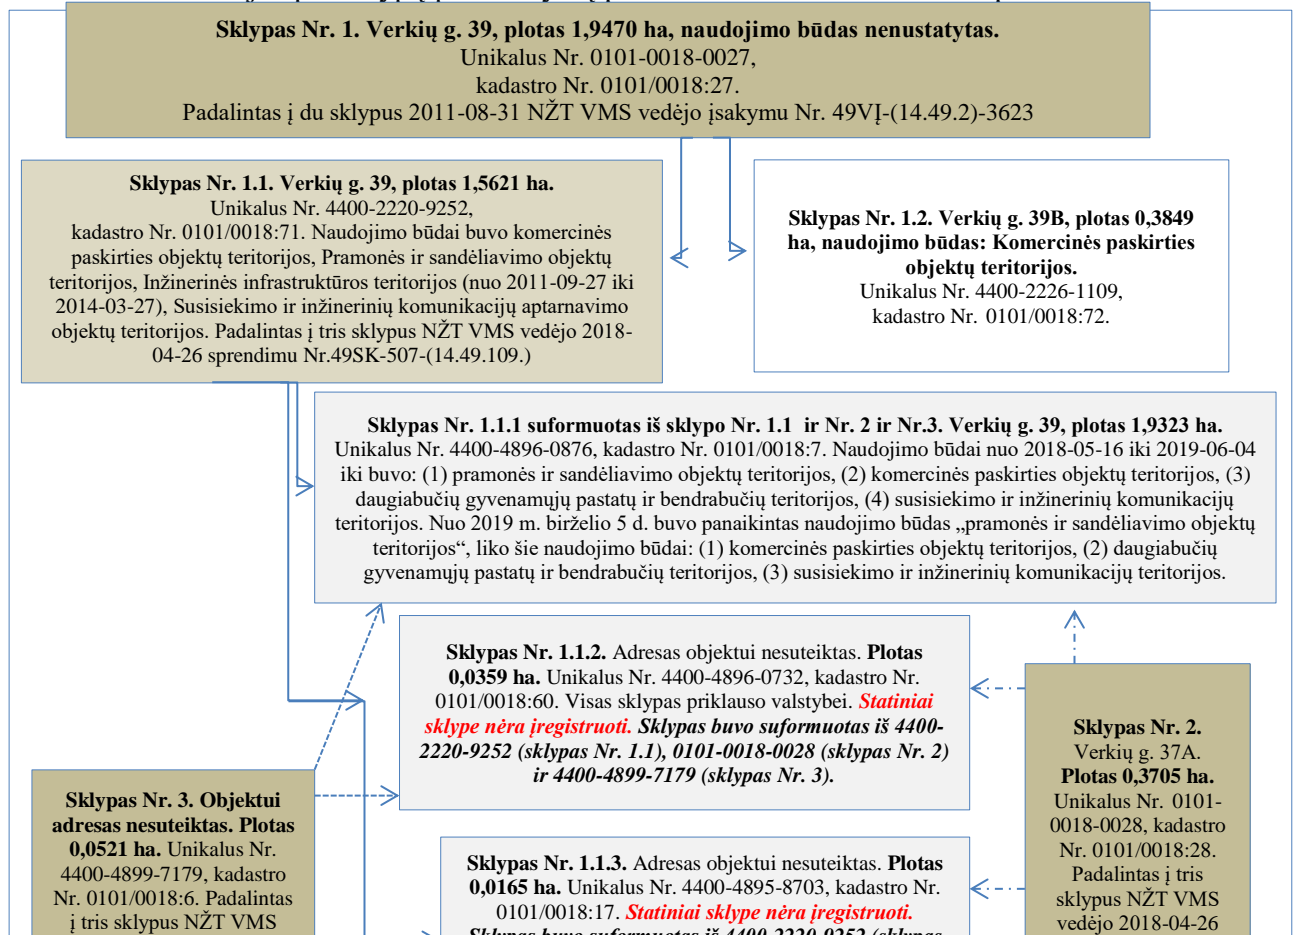 Sklypas Nr. 1. Verkių g. 39, plotas 1,9470 ha, naudojimo būdas nenustatytas.
Unikalus Nr. 0101-0018-0027,
kadastro Nr. 0101/0018:27.
Padalintas į du sklypus 2011-08-31 NŽT VMS vedėjo įsakymu Nr. 49VĮ-(14.49.2)-3623
Sklypas Nr. 1.1. Verkių g. 39, plotas 1,5621 ha.
Unikalus Nr. 4400-2220-9252,
kadastro Nr. 0101/0018:71. Naudojimo būdai buvo komercinės
paskirties objektų teritorijos, Pramonės ir sandėliavimo objektų
teritorijos, Inžinerinės infrastruktūros teritorijos (nuo 2011-09-27 iki
2014-03-27), Susisiekimo ir inžinerinių komunikacijų aptarnavimo
objektų teritorijos. Padalintas į tris sklypus NŽT VMS vedėjo 2018-
04-26 sprendimu Nr.49SK-507-(14.49.109.)
Sklypas Nr. 1.2. Verkių g. 39B, plotas 0,3849
ha, naudojimo būdas: Komercinės paskirties
objektų teritorijos.
Unikalus Nr. 4400-2226-1109,
kadastro Nr. 0101/0018:72.
Sklypas Nr. 1.1.1 suformuotas iš sklypo Nr. 1.1 ir Nr. 2 ir Nr.3. Verkių g. 39, plotas 1,9323 ha.
Unikalus Nr. 4400-4896-0876, kadastro Nr. 0101/0018:7. Naudojimo būdai nuo 2018-05-16 iki 2019-06-04
iki buvo: (1) pramonės ir sandėliavimo objektų teritorijos, (2) komercinės paskirties objektų teritorijos, (3)
daugiabučių gyvenamųjų pastatų ir bendrabučių teritorijos, (4) susisiekimo ir inžinerinių komunikacijų
teritorijos. Nuo 2019 m. birželio 5 d. buvo panaikintas naudojimo būdas „pramonės ir sandėliavimo objektų
teritorijos“, liko šie naudojimo būdai: (1) komercinės paskirties objektų teritorijos, (2) daugiabučių
gyvenamųjų pastatų ir bendrabučių teritorijos, (3) susisiekimo ir inžinerinių komunikacijų teritorijos.
Sklypas Nr. 1.1.2. Adresas objektui nesuteiktas. Plotas
0,0359 ha. Unikalus Nr. 4400-4896-0732, kadastro Nr.
0101/0018:60. Visas sklypas priklauso valstybei. Statiniai
sklype nėra įregistruoti. Sklypas buvo suformuotas iš 4400-
2220-9252 (sklypas Nr. 1.1), 0101-0018-0028 (sklypas Nr. 2)
ir 4400-4899-7179 (sklypas Nr. 3).
Sklypas Nr. 2.
Verkių g. 37A.
Plotas 0,3705 ha.
Unikalus Nr. 0101-
0018-0028, kadastro
Nr. 0101/0018:28.
Padalintas į tris
sklypus NŽT VMS
vedėjo 2018-04-26
Sklypas Nr. 3. Objektui
adresas nesuteiktas. Plotas
0,0521 ha. Unikalus Nr.
4400-4899-7179, kadastro
Nr. 0101/0018:6. Padalintas
į tris sklypus NŽT VMS
Sklypas Nr. 1.1.3. Adresas objektui nesuteiktas. Plotas
0,0165 ha. Unikalus Nr. 4400-4895-8703, kadastro Nr.
0101/0018:17. Statiniai sklype nėra įregistruoti.
Sklypas buvo suformuotas iš 4400-2220-9252 (sklypas